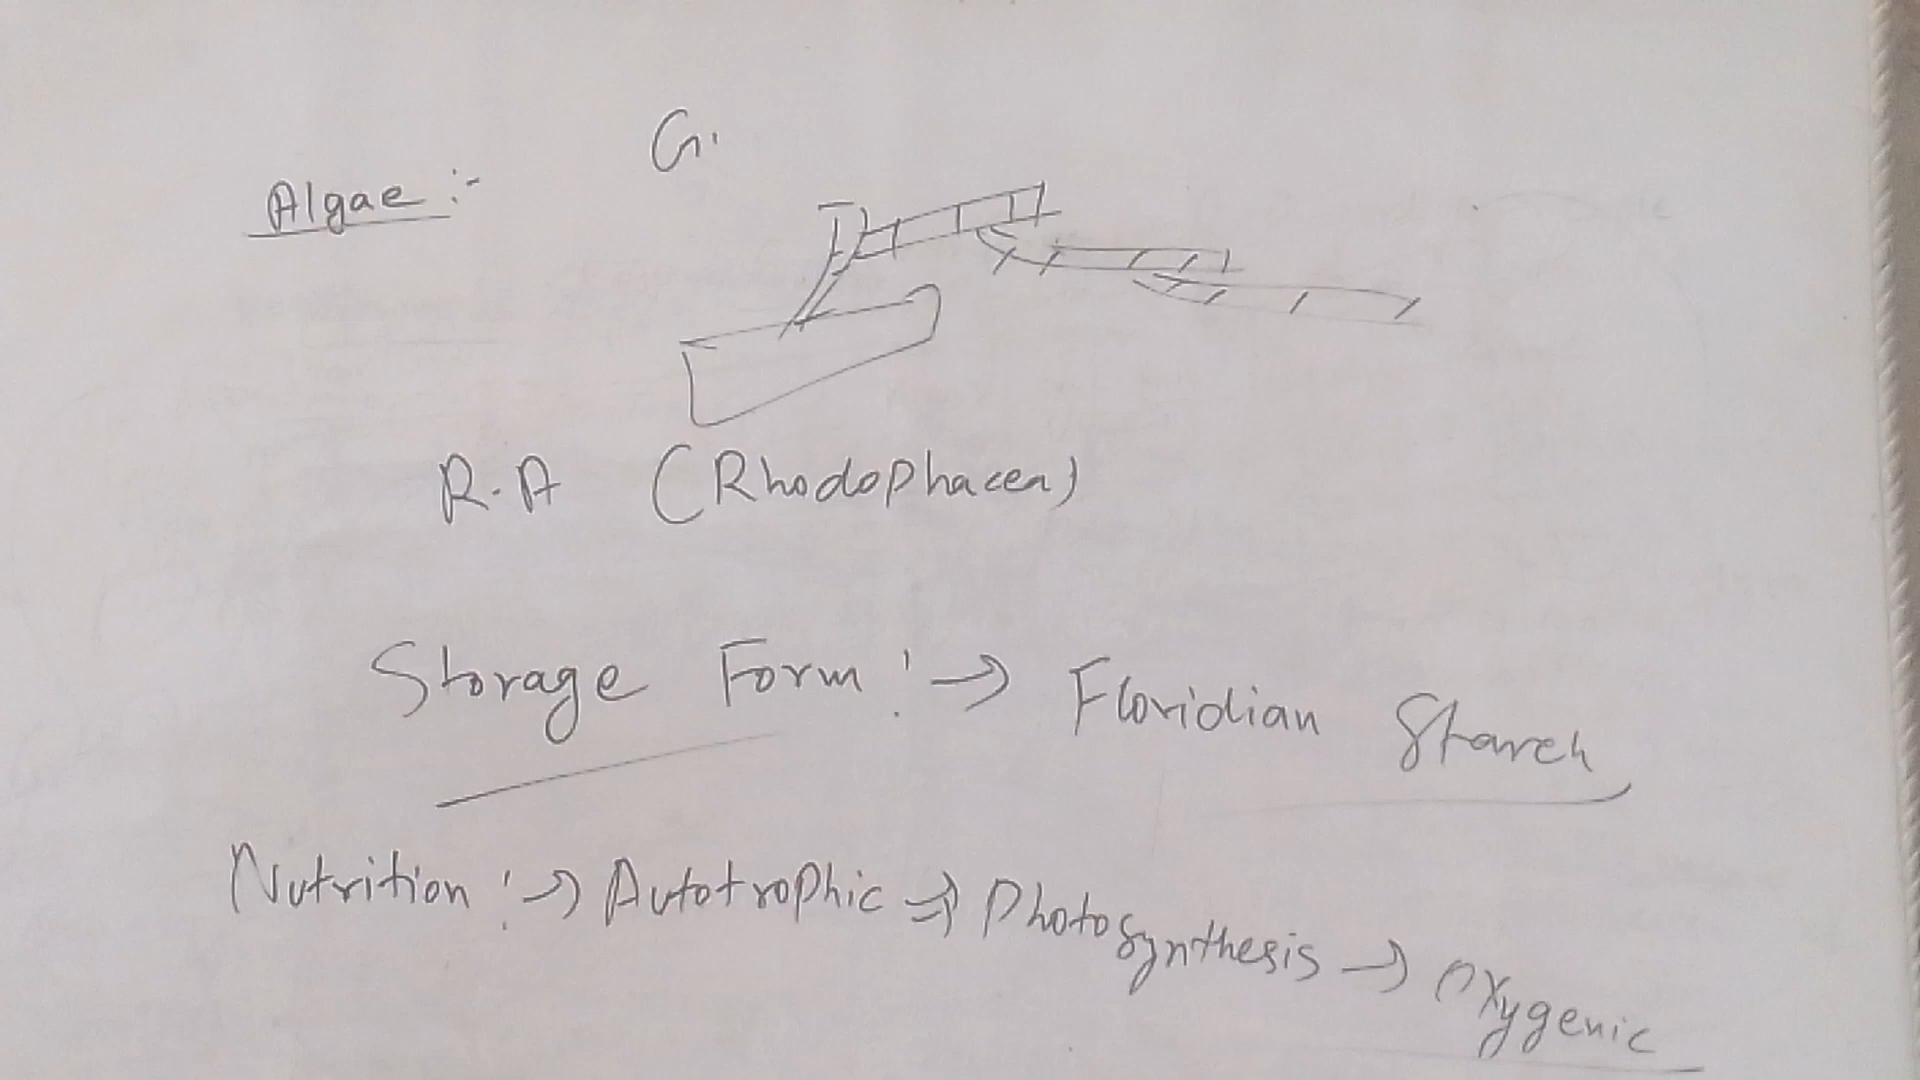 G.
Algae :-
R.A (Rhodophacea)
Storage Form : → Floridian Starch
Nutrition : → Autotrophic → Photosynthesis → Oxygenic